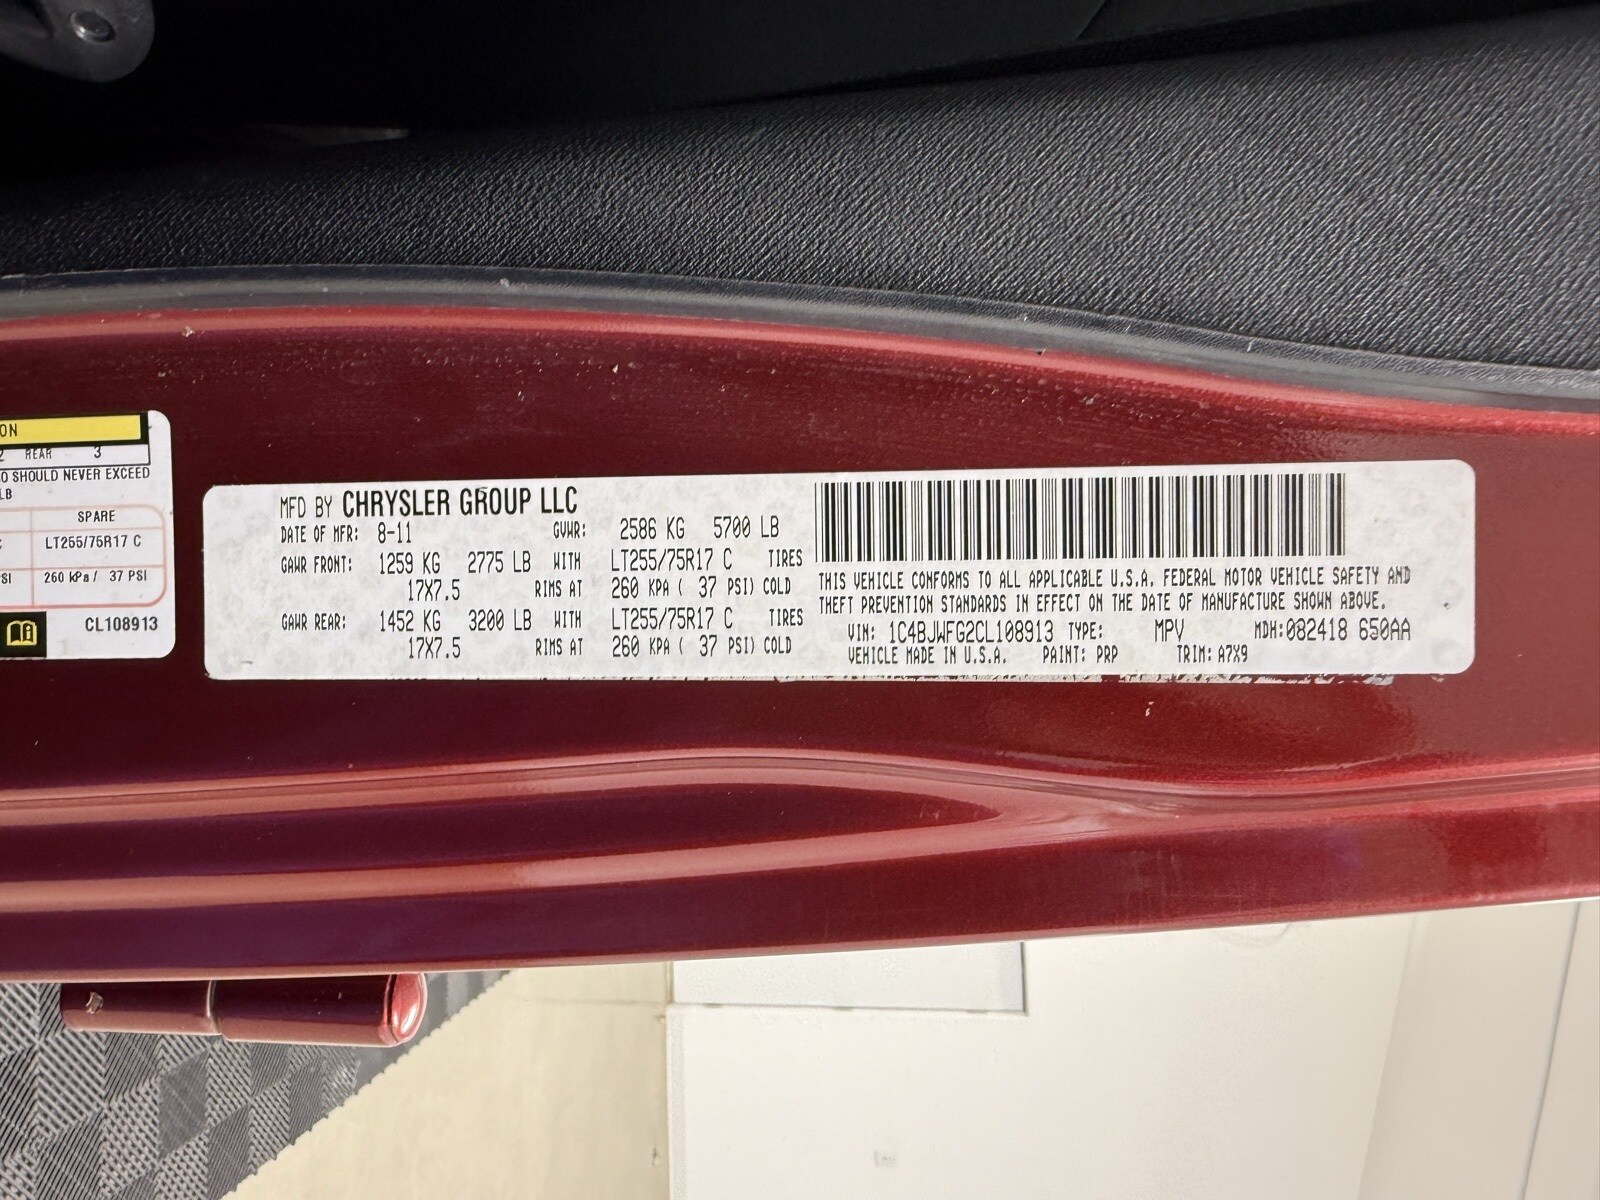 ON
2 REAR 3
O SHOULD NEVER EXCEED
LB
SPARE
C LT255/75R17 C
SI 260 kPa / 37 PSI
CL108913
MFD BY CHRYSLER GROUP LLC
DATE OF MFR: 8-11 GVWR: 2586 KG 5700 LB
GAWR FRONT: 1259 KG 2775 LB WITH LT255/75R17 C TIRES
17X7.5 RIMS AT 260 KPA ( 37 PSI) COLD
GAWR REAR: 1452 KG 3200 LB WITH LT255/75R17 C TIRES
17X7.5 RIMS AT 260 KPA ( 37 PSI) COLD
THIS VEHICLE CONFORMS TO ALL APPLICABLE U.S.A. FEDERAL MOTOR VEHICLE SAFETY AND
THEFT PREVENTION STANDARDS IN EFFECT ON THE DATE OF MANUFACTURE SHOWN ABOVE.
VIN: 1C4BJWFG2CL108913 TYPE: MPV MDH:082418 650AA
VEHICLE MADE IN U.S.A. PAINT: PRP TRIM: A7X9